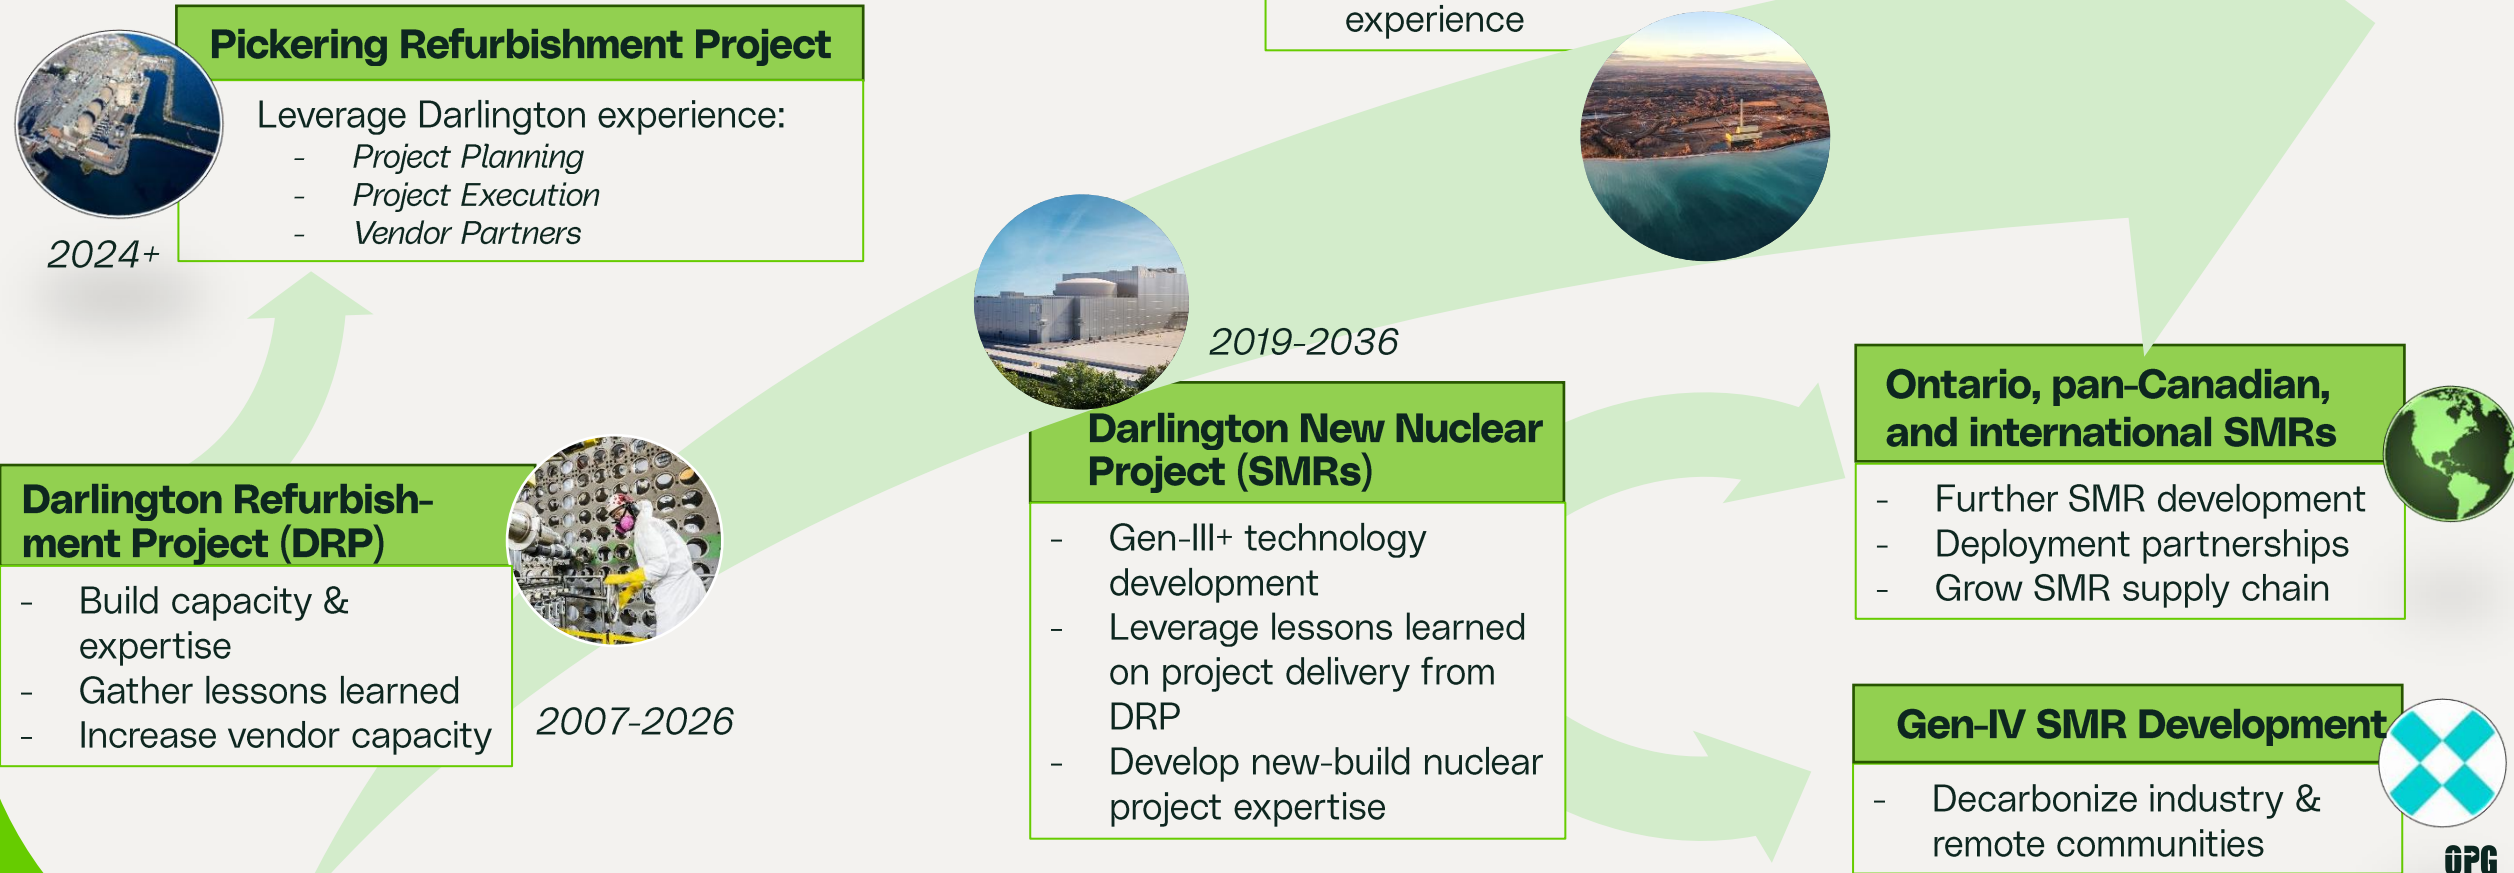 experience
Pickering Refurbishment Project
Leverage Darlington experience:
- Project Planning
- Project Execution
- Vendor Partners
2024+
2019-2036
Darlington Refurbish-
ment Project (DRP)
- Build capacity &
expertise
- Gather lessons learned
- Increase vendor capacity
2007-2026
Darlington New Nuclear
Project (SMRs)
- Gen-III+ technology
development
- Leverage lessons learned
on project delivery from
DRP
- Develop new-build nuclear
project expertise
Ontario, pan-Canadian,
and international SMRs
- Further SMR development
- Deployment partnerships
- Grow SMR supply chain
Gen-IV SMR Development
- Decarbonize industry &
remote communities
OPG